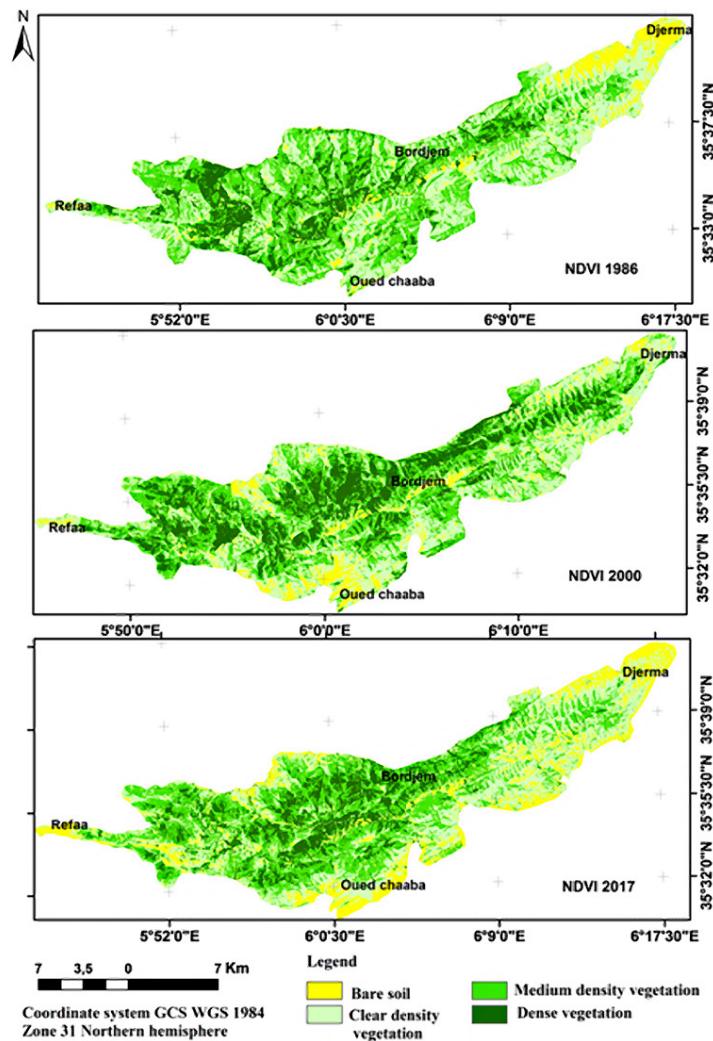 N
Djerma
Bordjem
Refaa
Oued chaaba
NDVI 1986
35°37'30"N
35°33'0"N
5°52'0"E 6°0'30"E 6°9'0"E 6°17'30"E
Djerma
Bordjem
Refaa
Oued chaaba
NDVI 2000
35°39'0"N
35°35'30"N
35°32'0"N
5°50'0"E 6°0'0"E 6°10'0"E
Djerma
Bordjem
Refaa
Oued chaaba
NDVI 2017
35°39'0"N
35°35'30"N
35°32'0"N
5°52'0"E 6°0'30"E 6°9'0"E 6°17'30"E
7 3,5 0 7 Km
Coordinate system GCS WGS 1984
Zone 31 Northern hemisphere
Legend
Bare soil
Clear density
vegetation
Medium density vegetation
Dense vegetation